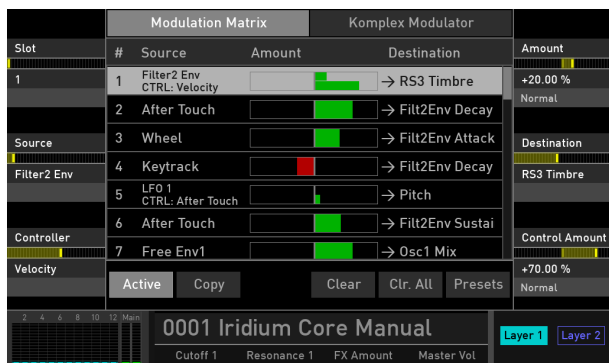 Modulation Matrix Komplex Modulator
Slot
1
Source
Filter2 Env
Controller
Velocity
# Source Amount Destination
1 Filter2 Env
CTRL: Velocity → RS3 Timbre
2 After Touch → Filt2Env Decay
3 Wheel → Filt2Env Attack
4 Keytrack → Filt2Env Decay
5 LFO 1
CTRL: After Touch → Pitch
6 After Touch → Filt2Env Sustai
7 Free Env1 → Osc1 Mix
Active Copy Clear Clr. All Presets
Amount
+20.00 %
Normal
Destination
RS3 Timbre
Control Amount
+70.00 %
Normal
2 4 6 8 10 12 Main
0001 Iridium Core Manual
Cutoff 1 Resonance 1 FX Amount Master Vol
Layer 1 Layer 2